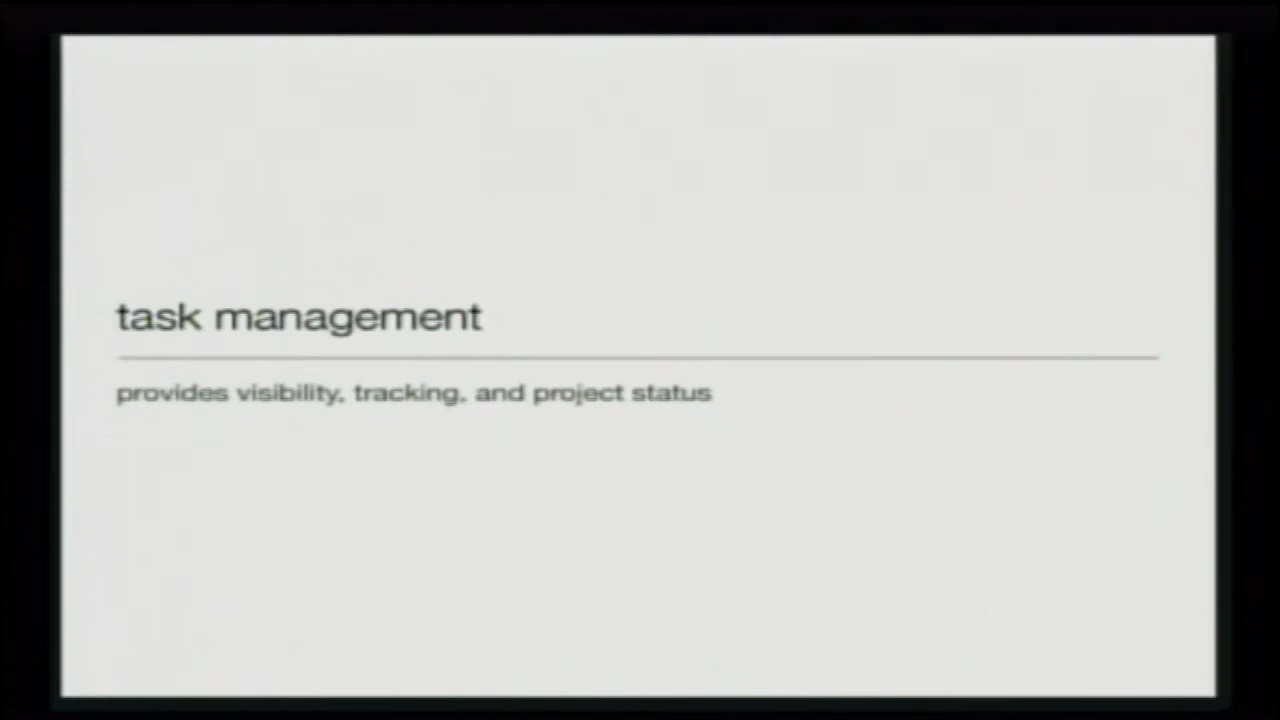 task management
provides visibility, tracking, and project status